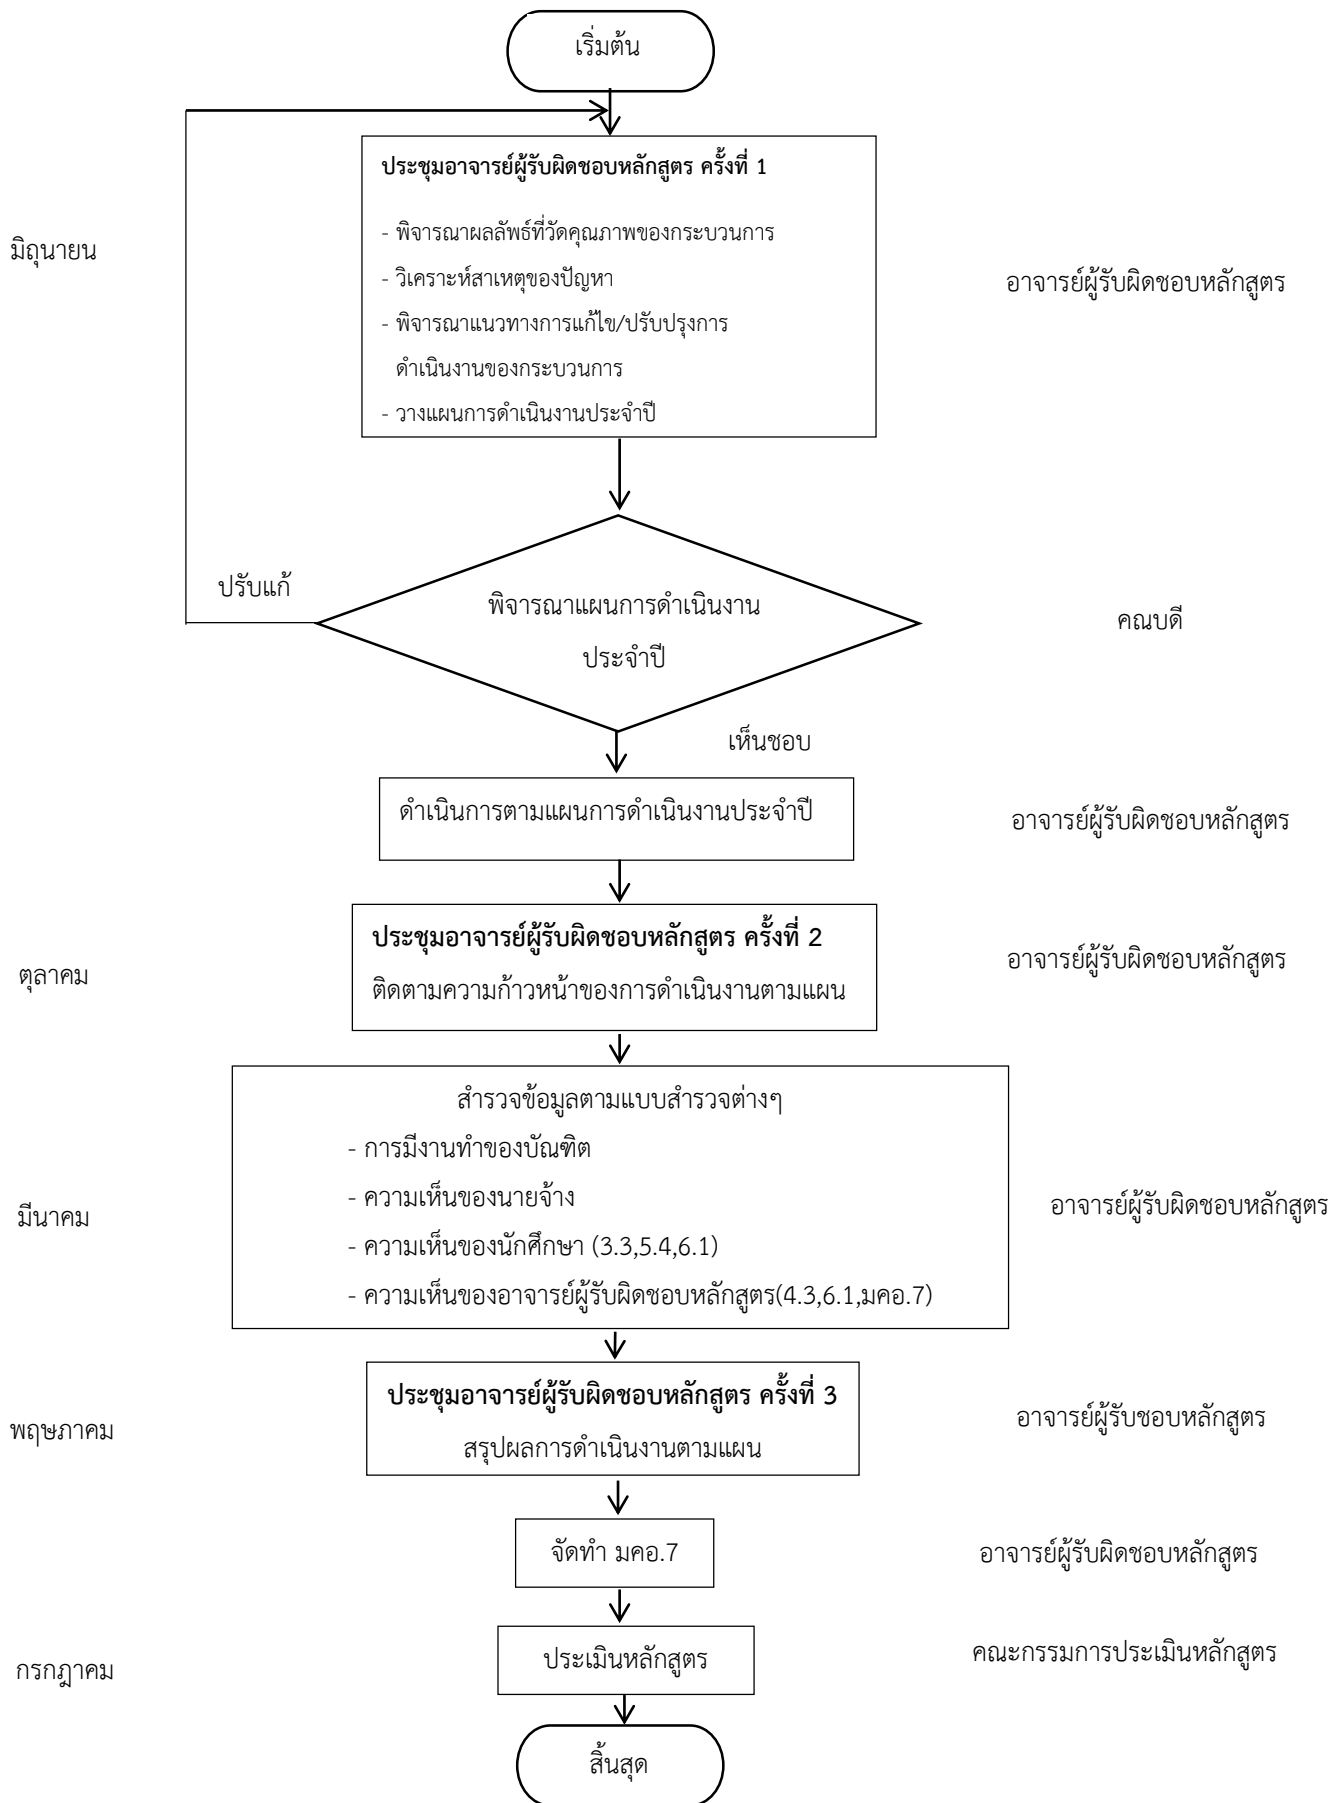 เริ่มต้น
ประชุมอาจารย์ผู้รับผิดชอบหลักสูตร ครั้งที่ 1
- พิจารณาผลลัพธ์ที่วัดคุณภาพของกระบวนการ
มิถุนายน
- วิเคราะห์สาเหตุของปัญหา
อาจารย์ผู้รับผิดชอบหลักสูตร
- พิจารณาแนวทางการแก้ไข/ปรับปรุงการ
ดำเนินงานของกระบวนการ
- วางแผนการดำเนินงานประจำปี
ปรับแก้
พิจารณาแผนการดำเนินงาน
ประจำปี
คณบดี
เห็นชอบ
ดำเนินการตามแผนการดำเนินงานประจำปี
อาจารย์ผู้รับผิดชอบหลักสูตร
ประชุมอาจารย์ผู้รับผิดชอบหลักสูตร ครั้งที่ 2
ติดตามความก้าวหน้าของการดำเนินงานตามแผน
ตุลาคม
อาจารย์ผู้รับผิดชอบหลักสูตร
สำรวจข้อมูลตามแบบสำรวจต่างๆ
- การมีงานทำของบัณฑิต
- ความเห็นของนายจ้าง
มีนาคม
อาจารย์ผู้รับผิดชอบหลักสูตร
- ความเห็นของนักศึกษา (3.3,5.4,6.1)
- ความเห็นของอาจารย์ผู้รับผิดชอบหลักสูตร(4.3,6.1,มคอ.7)
ประชุมอาจารย์ผู้รับผิดชอบหลักสูตร ครั้งที่ 3
สรุปผลการดำเนินงานตามแผน
พฤษภาคม
อาจารย์ผู้รับชอบหลักสูตร
จัดทำ มคอ.7
อาจารย์ผู้รับผิดชอบหลักสูตร
ประเมินหลักสูตร
คณะกรรมการประเมินหลักสูตร
กรกฎาคม
สิ้นสุด